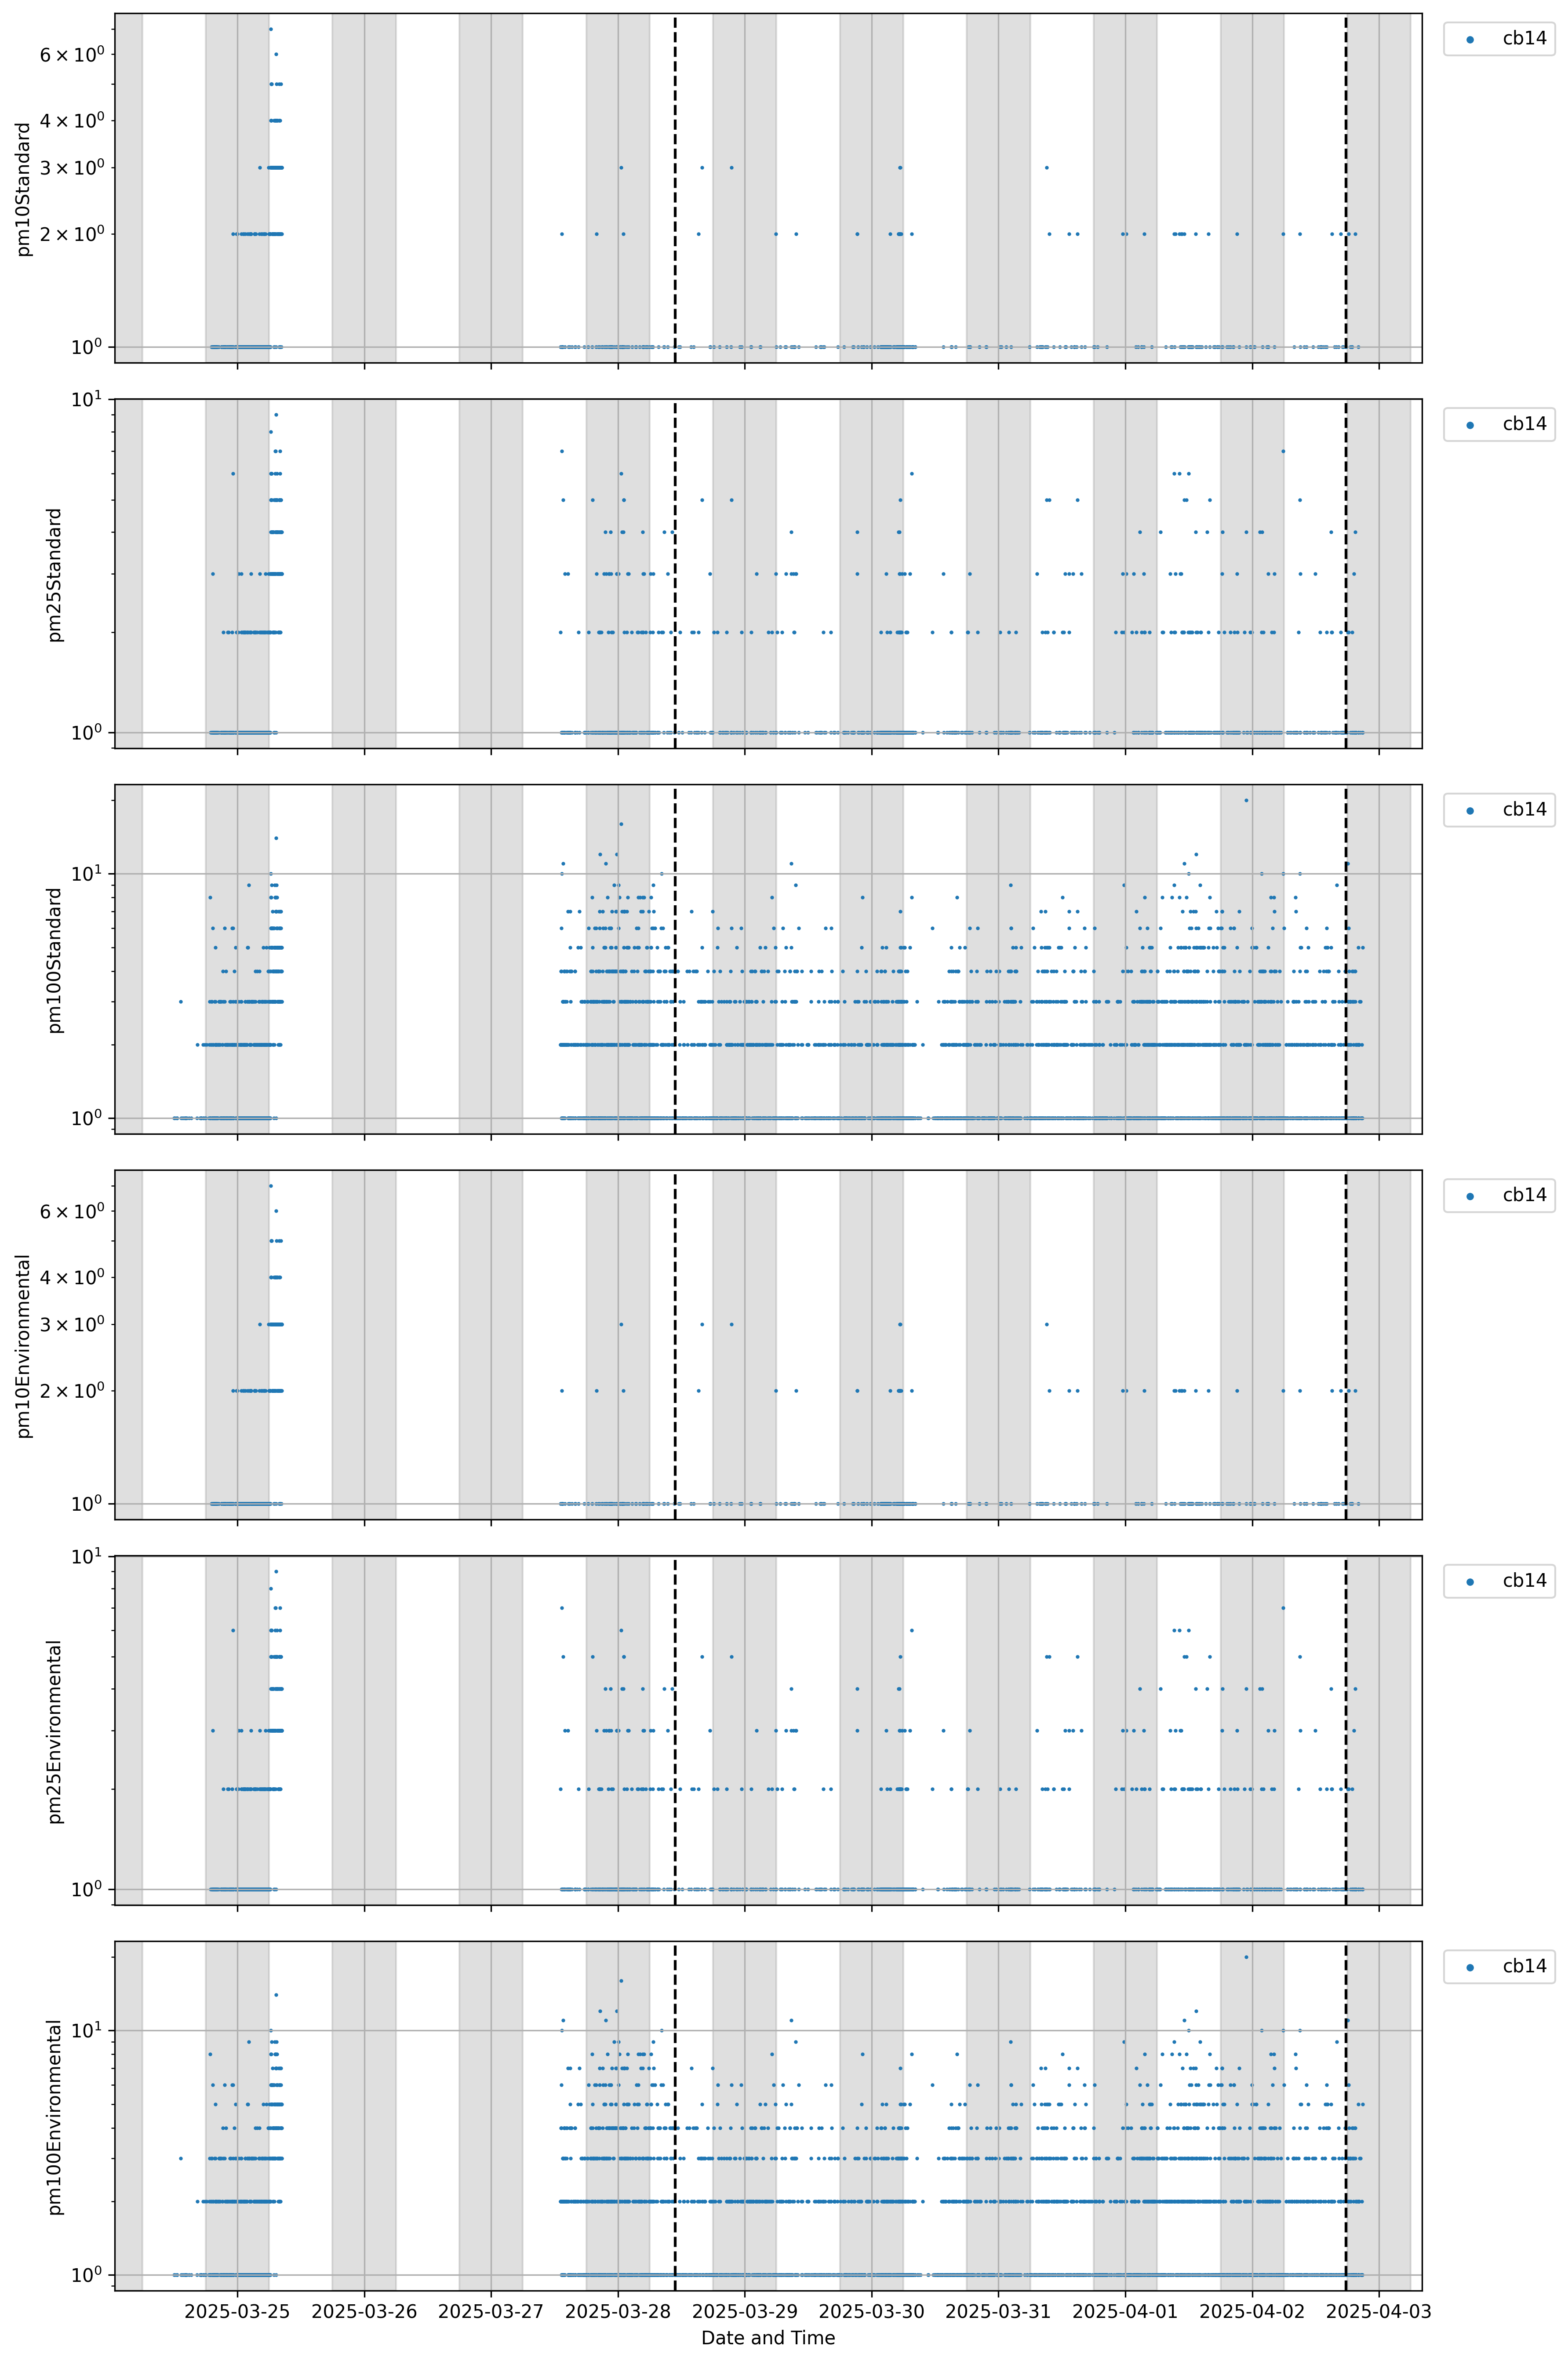 pm10Standard
6 × 10⁰
4 × 10⁰
3 × 10⁰
2 × 10⁰
10⁰
cb14
pm25Standard
10¹
10⁰
cb14
pm100Standard
10¹
10⁰
cb14
pm10Environmental
6 × 10⁰
4 × 10⁰
3 × 10⁰
2 × 10⁰
10⁰
cb14
pm25Environmental
10¹
10⁰
cb14
pm100Environmental
10¹
10⁰
cb14
2025-03-25 2025-03-26 2025-03-27 2025-03-28 2025-03-29 2025-03-30 2025-03-31 2025-04-01 2025-04-02 2025-04-03
Date and Time